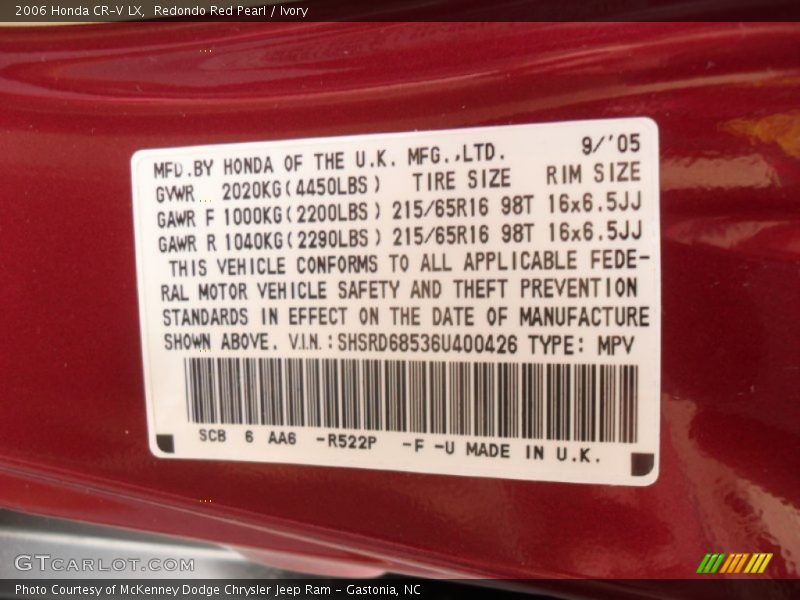 2006 Honda CR-V LX, Redondo Red Pearl / Ivory
MFD.BY HONDA OF THE U.K. MFG.,LTD. 9/'05
GVWR 2020KG(4450LBS) TIRE SIZE RIM SIZE
GAWR F 1000KG(2200LBS) 215/65R16 98T 16x6.5JJ
GAWR R 1040KG(2290LBS) 215/65R16 98T 16x6.5JJ
THIS VEHICLE CONFORMS TO ALL APPLICABLE FEDE-
RAL MOTOR VEHICLE SAFETY AND THEFT PREVENTION
STANDARDS IN EFFECT ON THE DATE OF MANUFACTURE
SHOWN ABOVE. V.I.N.:SHSRD68536U400426 TYPE: MPV
SCB 6 AA6 -R522P -F -U MADE IN U.K.
GTCARLOT.COM
Photo Courtesy of McKenney Dodge Chrysler Jeep Ram - Gastonia, NC